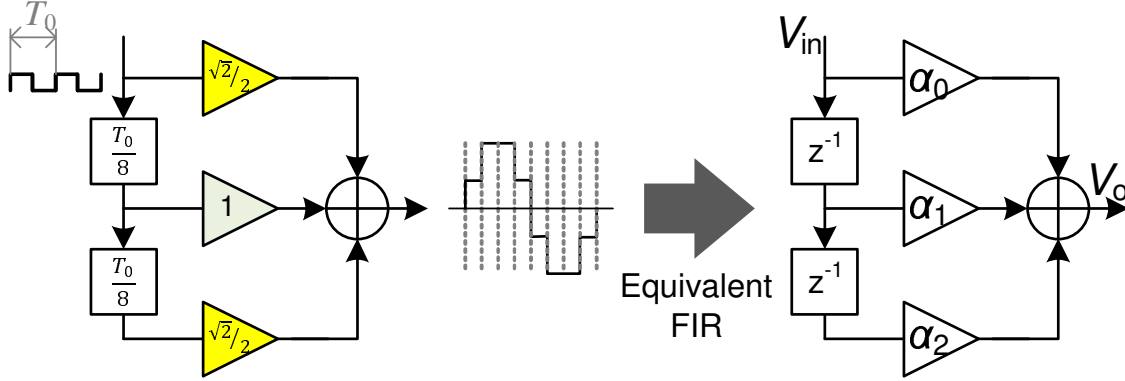 T₀
√2/2
T₀/8
1
T₀/8
√2/2
Equivalent
FIR
Vin
α₀
z⁻¹
α₁
Vo
z⁻¹
α₂